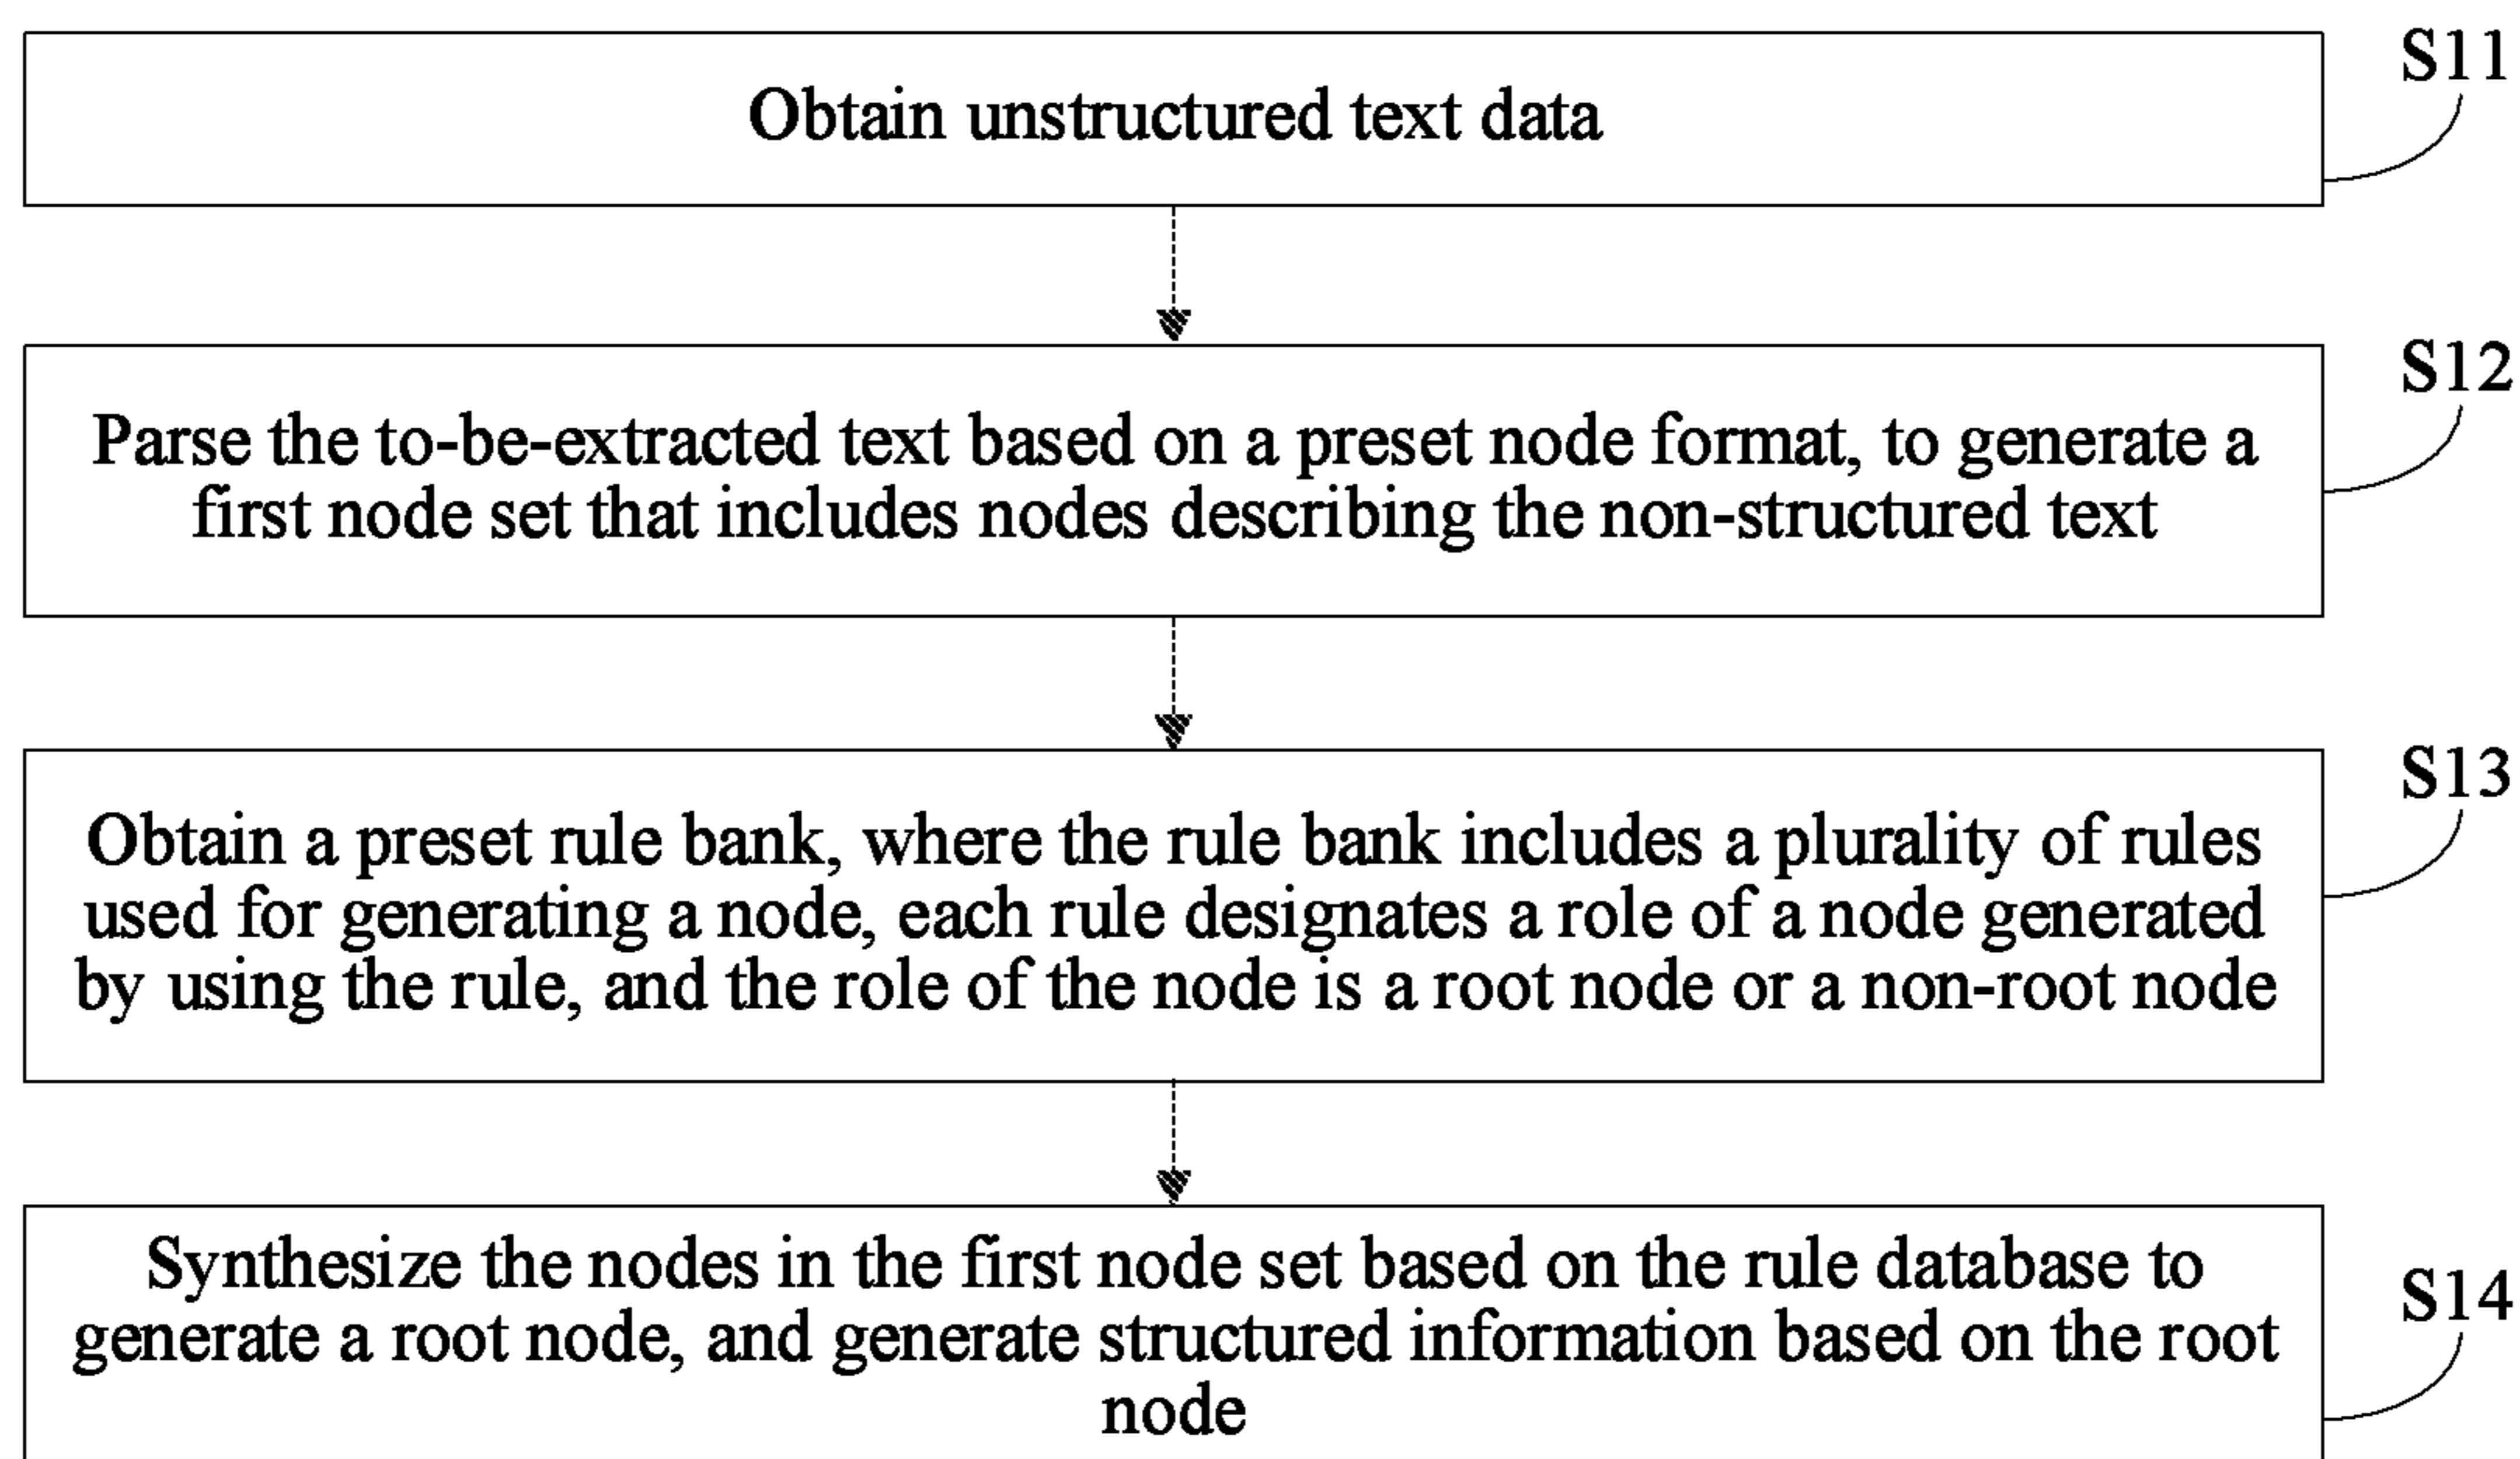 S11
Obtain unstructured text data
S12
Parse the to-be-extracted text based on a preset node format, to generate a
first node set that includes nodes describing the non-structured text
S13
Obtain a preset rule bank, where the rule bank includes a plurality of rules
used for generating a node, each rule designates a role of a node generated
by using the rule, and the role of the node is a root node or a non-root node
S14
Synthesize the nodes in the first node set based on the rule database to
generate a root node, and generate structured information based on the root
node